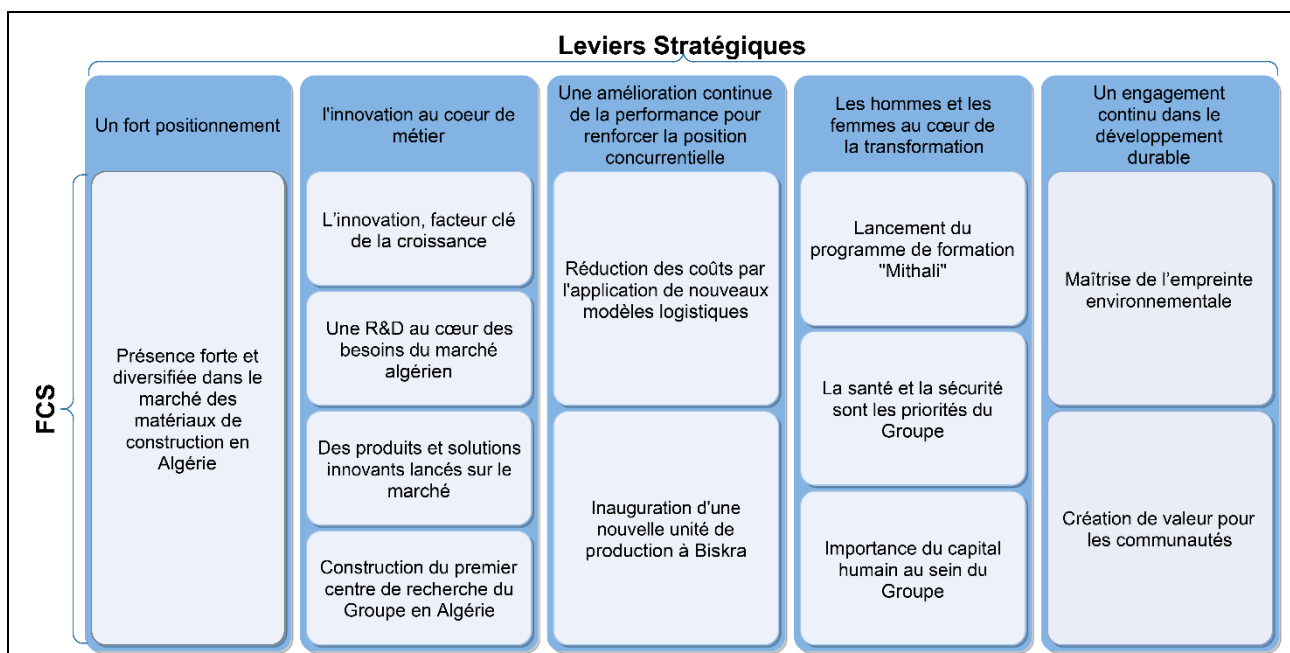 Leviers Stratégiques
Un fort positionnement
l'innovation au coeur de
métier
Une amélioration continue
de la performance pour
renforcer la position
concurrentielle
Les hommes et les
femmes au cœur de
la transformation
Un engagement
continu dans le
développement
durable
FCS
Présence forte et
diversifiée dans le
marché des
matériaux de
construction en
Algérie
L'innovation, facteur clé
de la croissance
Une R&D au cœur des
besoins du marché
algérien
Des produits et solutions
innovants lancés sur le
marché
Construction du premier
centre de recherche du
Groupe en Algérie
Réduction des coûts par
l'application de nouveaux
modèles logistiques
Inauguration d'une
nouvelle unité de
production à Biskra
Lancement du
programme de formation
"Mithali"
La santé et la sécurité
sont les priorités du
Groupe
Importance du capital
humain au sein du
Groupe
Maîtrise de l’empreinte
environnementale
Création de valeur pour
les communautés